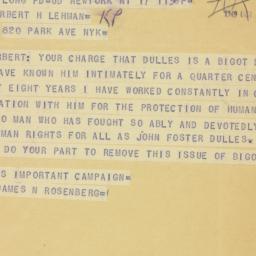 LONG PD=UD NEWYORK NY 17 1150P=
ERBERT H LEHMAN=
820 PARK AVE NYK=
KP
RBERT: YOUR CHARGE THAT DULLES IS A BIGOT S
AVE KNOWN HIM INTIMATELY FOR A QUARTER CEN
T EIGHT YEARS I HAVE WORKED CONSTANTLY IN C
ATION WITH HIM FOR THE PROTECTION OF HUMAN
O MAN WHO HAS FOUGHT SO ABLY AND DEVOTEDLY
MAN RIGHTS FOR ALL AS JOHN FOSTER DULLES.
DO YOUR PART TO REMOVE THIS ISSUE OF BIGO
S IMPORTANT CAMPAIGN=
JAMES N ROSENBERG=